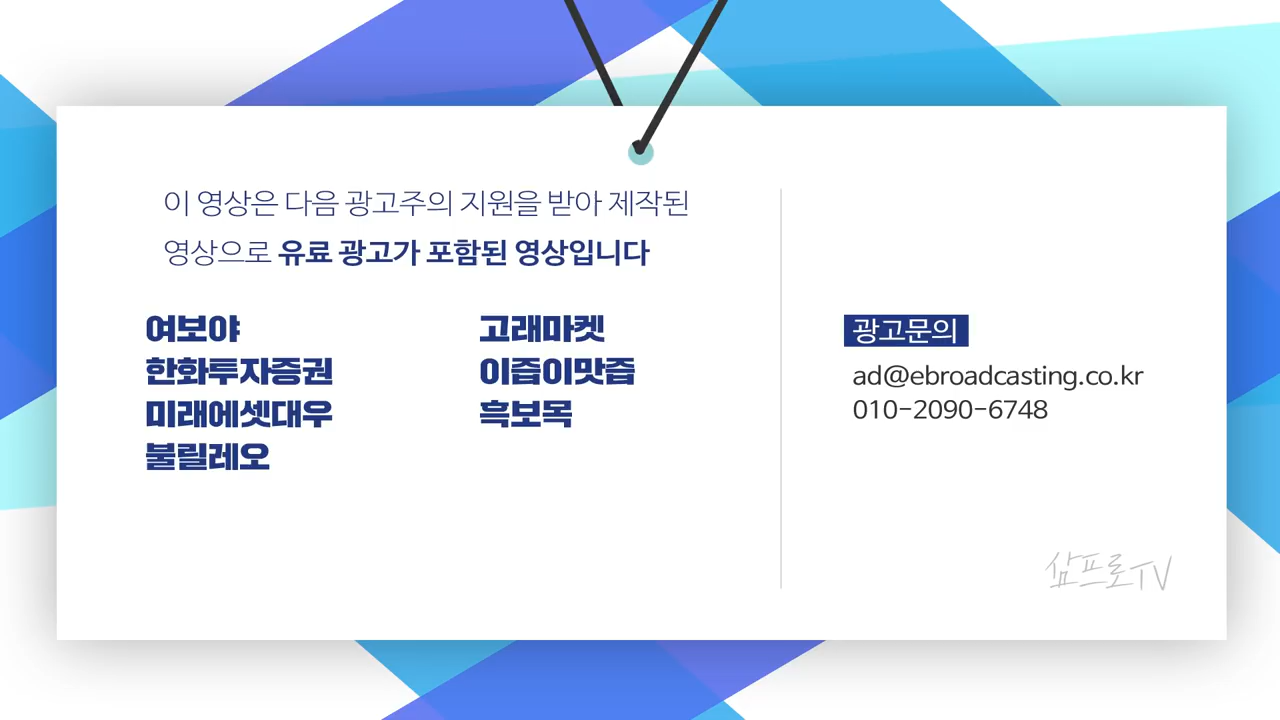 이 영상은 다음 광고주의 지원을 받아 제작된
영상으로 유료 광고가 포함된 영상입니다
여보야
한화투자증권
미래에셋대우
불릴레오
고래마켓
이즙이맛즙
흑보목
광고문의
ad@ebroadcasting.co.kr
010-2090-6748
삼프로TV